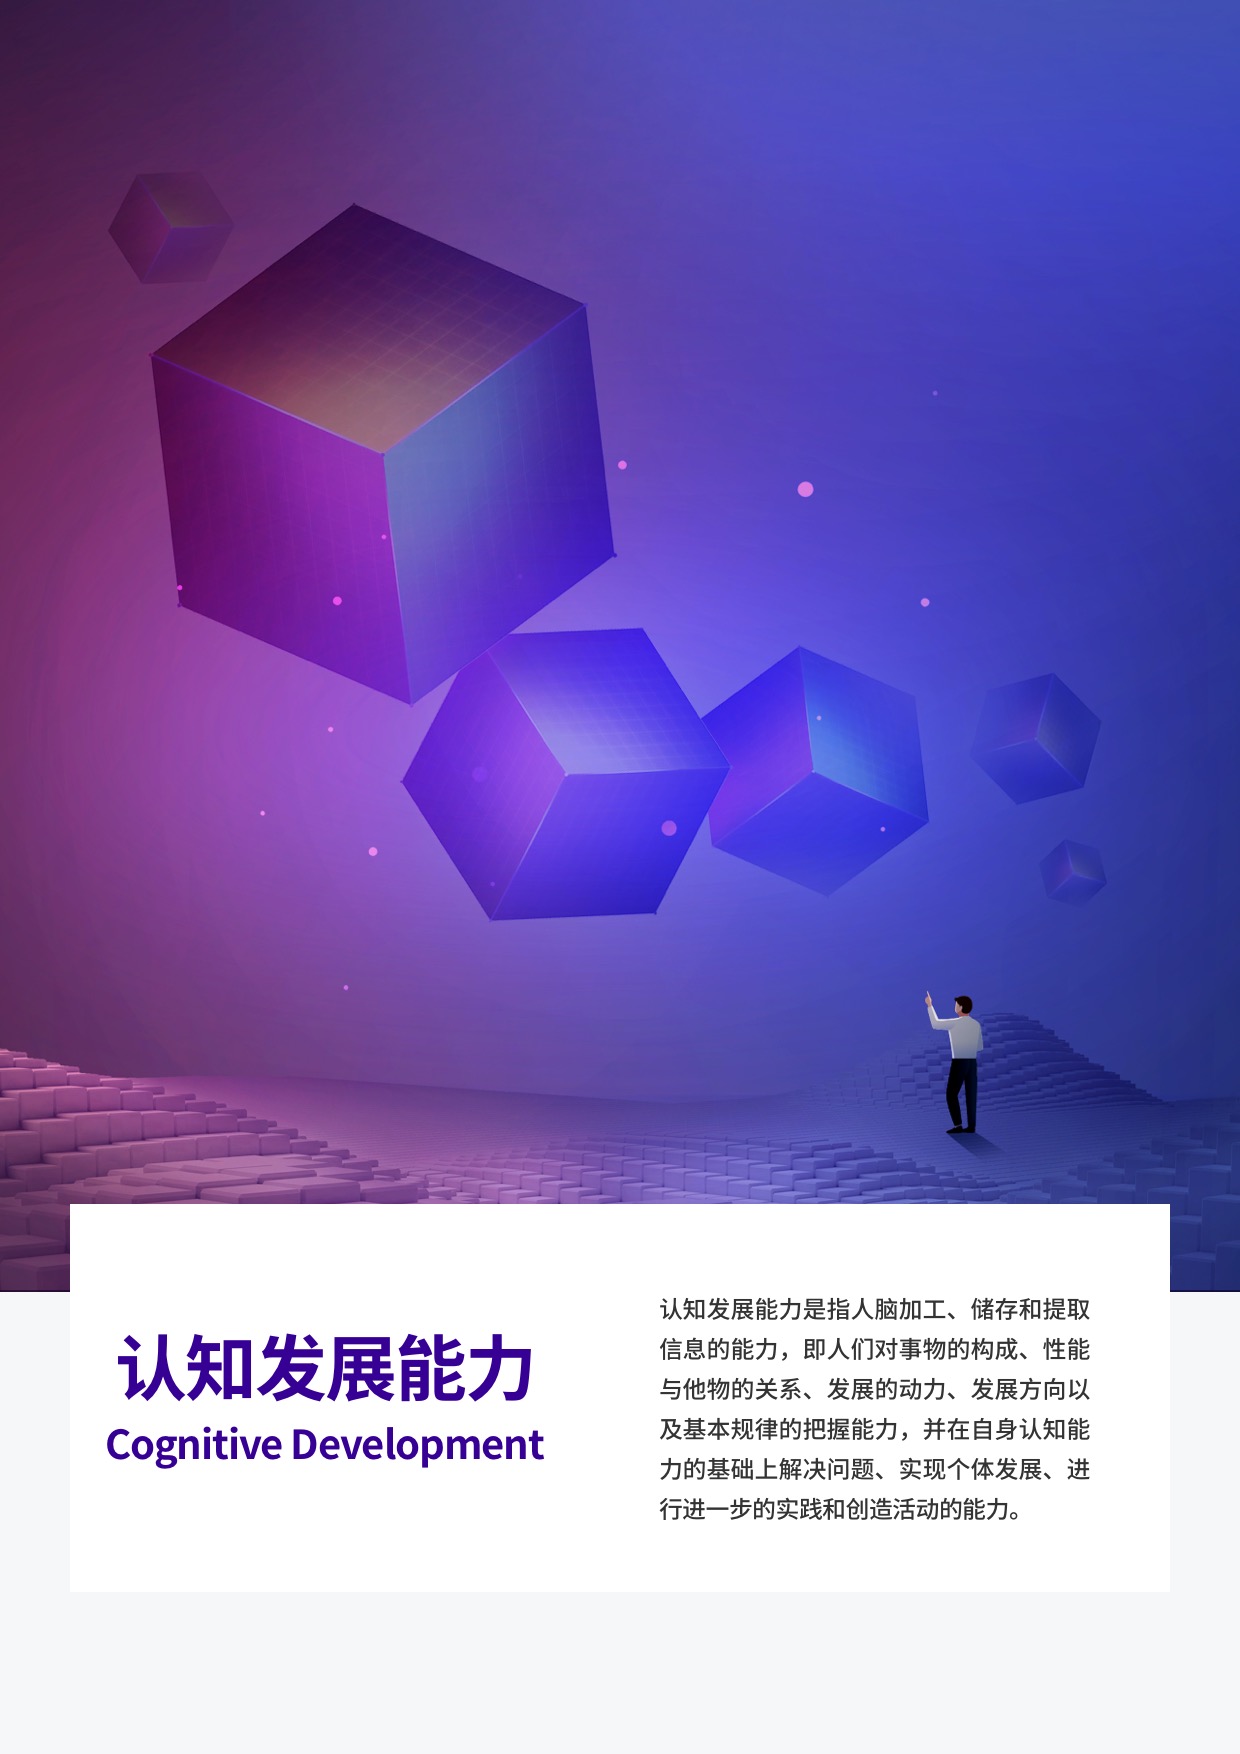 认知发展能力
Cognitive Development
认知发展能力是指人脑加工、储存和提取
信息的能力，即人们对事物的构成、性能
与他物的关系、发展的动力、发展方向以
及基本规律的把握能力，并在自身认知能
力的基础上解决问题、实现个体发展、进
行进一步的实践和创造活动的能力。